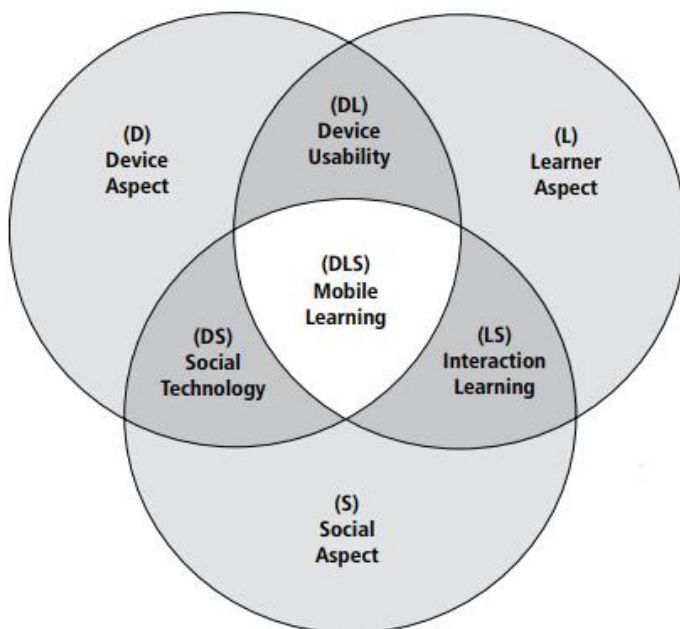 (DL)
Device
Usability
(D)
Device
Aspect
(L)
Learner
Aspect
(DLS)
Mobile
Learning
(DS)
Social
Technology
(LS)
Interaction
Learning
(S)
Social
Aspect